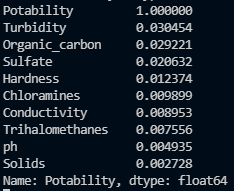 Potability         1.000000
Turbidity          0.030454
Organic_carbon     0.029221
Sulfate            0.020632
Hardness           0.012374
Chloramines        0.009899
Conductivity       0.008953
Trihalomethanes    0.007556
ph                 0.004935
Solids             0.002728
Name: Potability, dtype: float64